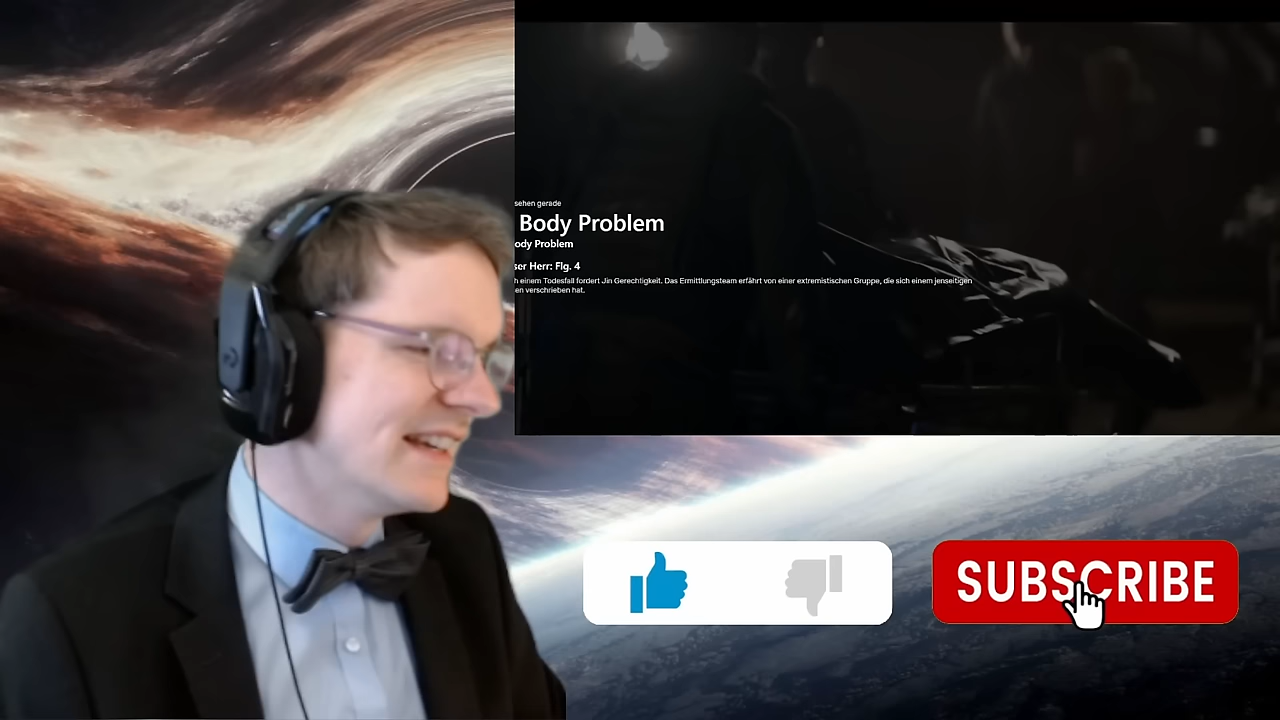 sehen gerade
Body Problem
ody Problem
ser Herr: Flg. 4
h einem Todesfall fordert Jin Gerechtigkeit. Das Ermittlungsteam erfährt von einer extremistischen Gruppe, die sich einem jenseitigen
en verschrieben hat.
SUBSCRIBE